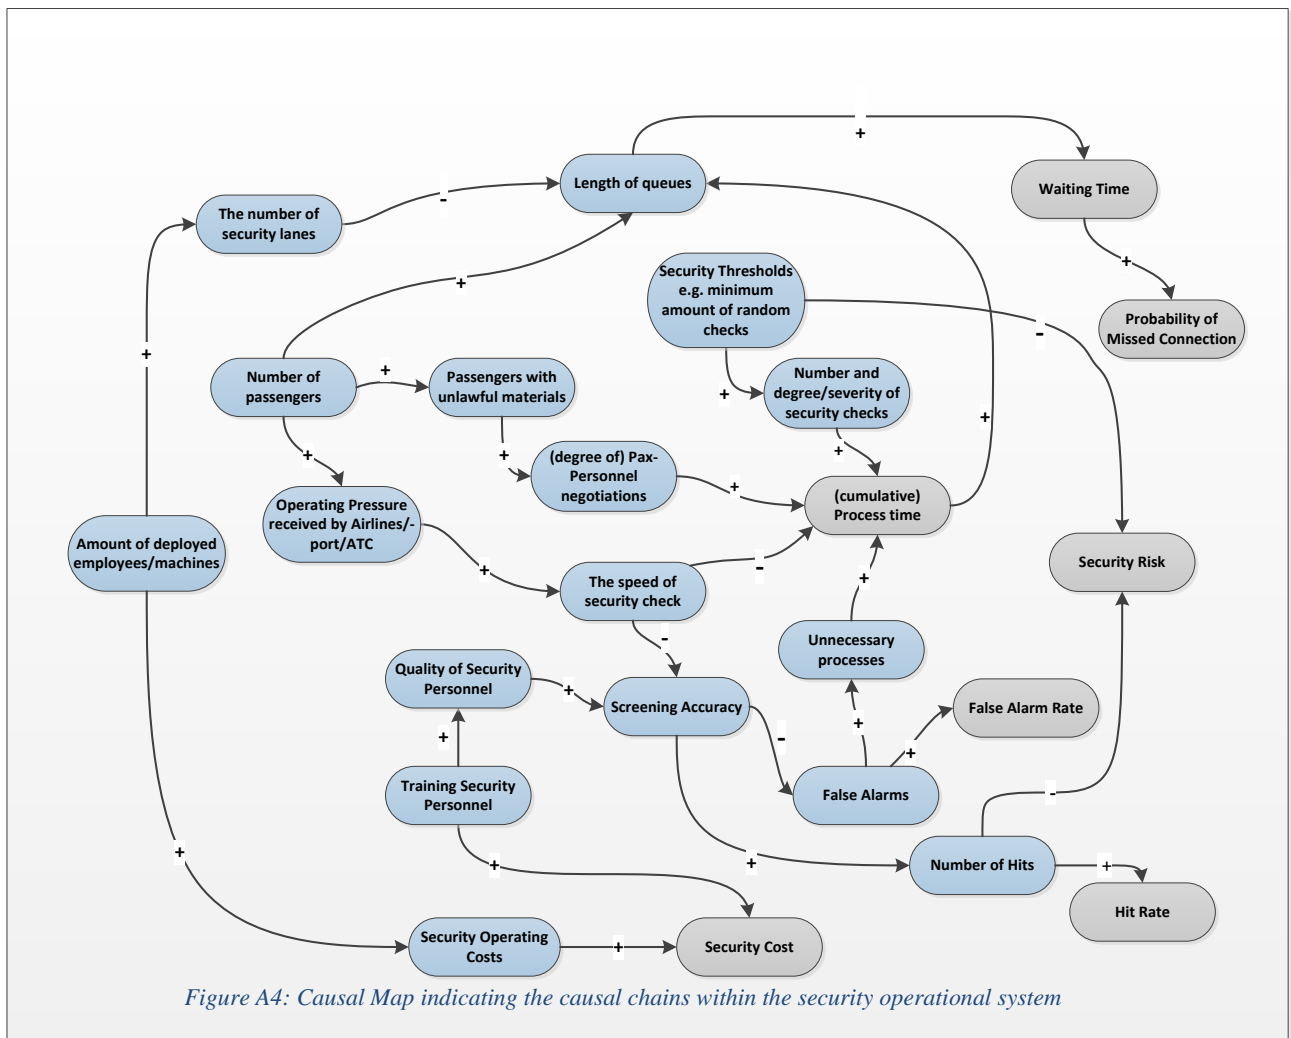 +
Length of queues
Waiting Time
-
The number of
security lanes
+
+
Security Thresholds
e.g. minimum
amount of random
checks
-
Probability of
Missed Connection
+
+
Number of
passengers
+
Passengers with
unlawful materials
+
Number and
degree/severity of
security checks
+
+
+
+
(degree of) Pax-
Personnel
negotiations
+
(cumulative)
Process time
Operating Pressure
received by Airlines/-
port/ATC
Amount of deployed
employees/machines
+
-
Security Risk
The speed of
security check
+
-
Unnecessary
processes
Quality of Security
Personnel
+
Screening Accuracy
False Alarm Rate
+
-
+
+
Training Security
Personnel
False Alarms
-
+
+
+
Number of Hits
+
Hit Rate
Security Operating
Costs
+
Security Cost
Figure A4: Causal Map indicating the causal chains within the security operational system